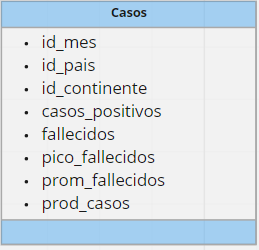 Casos
• id_mes
• id_pais
• id_continente
• casos_positivos
• fallecidos
• pico_fallecidos
• prom_fallecidos
• prod_casos